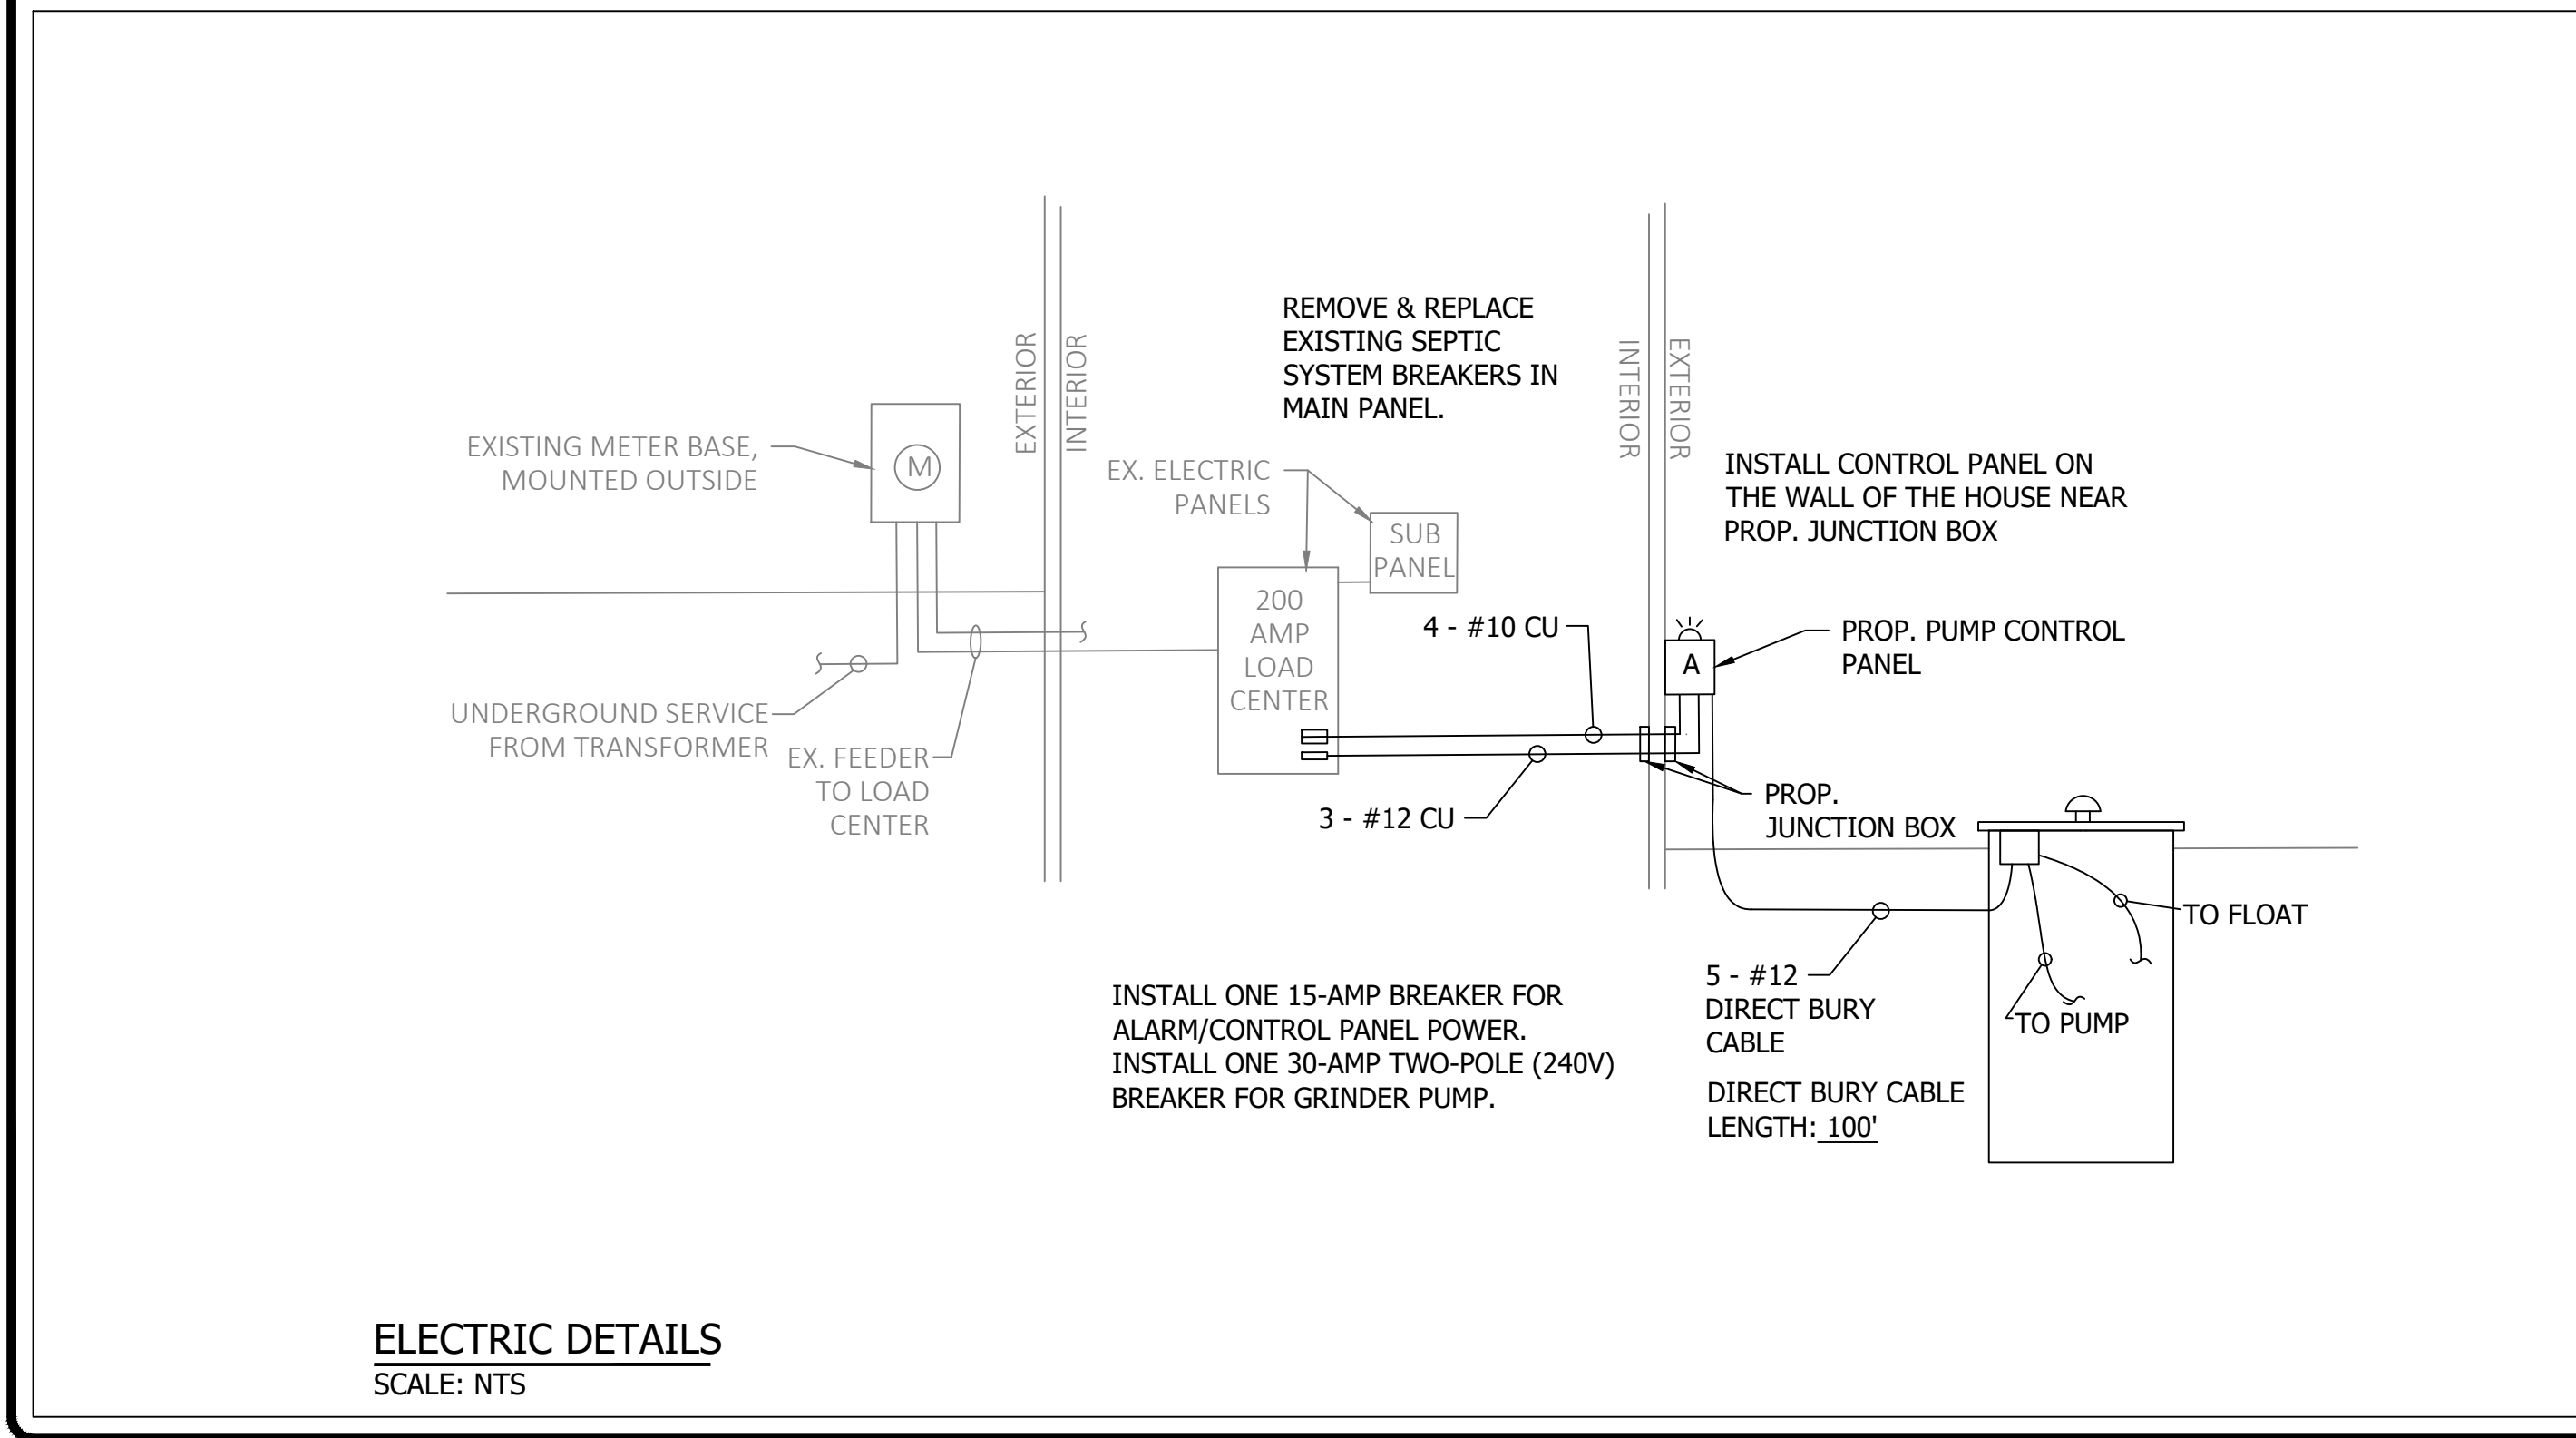 REMOVE & REPLACE
EXISTING SEPTIC
SYSTEM BREAKERS IN
MAIN PANEL.
EXTERIOR
INTERIOR
INTERIOR
EXTERIOR
EXISTING METER BASE,
MOUNTED OUTSIDE
M
EX. ELECTRIC
PANELS
SUB
PANEL
INSTALL CONTROL PANEL ON
THE WALL OF THE HOUSE NEAR
PROP. JUNCTION BOX
200
AMP
LOAD
CENTER
4 - #10 CU
A
PROP. PUMP CONTROL
PANEL
UNDERGROUND SERVICE
FROM TRANSFORMER
EX. FEEDER
TO LOAD
CENTER
3 - #12 CU
PROP.
JUNCTION BOX
TO FLOAT
TO PUMP
5 - #12
DIRECT BURY
CABLE
DIRECT BURY CABLE
LENGTH: 100'
INSTALL ONE 15-AMP BREAKER FOR
ALARM/CONTROL PANEL POWER.
INSTALL ONE 30-AMP TWO-POLE (240V)
BREAKER FOR GRINDER PUMP.
ELECTRIC DETAILS
SCALE: NTS